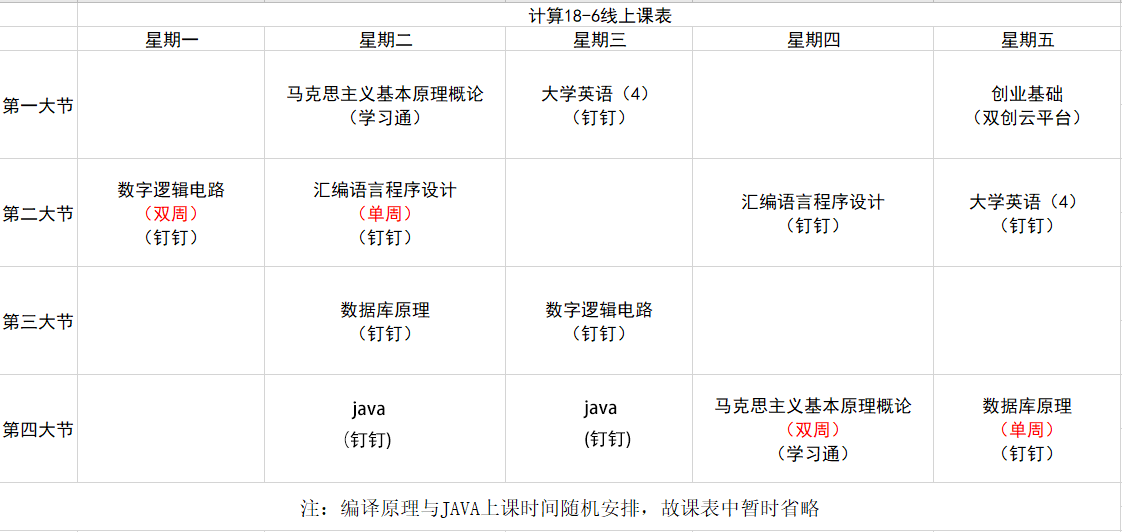 计算18-6线上课表
星期一 星期二 星期三 星期四 星期五
第一大节
马克思主义基本原理概论
（学习通）
大学英语（4）
（钉钉）
创业基础
（双创云平台）
第二大节
数字逻辑电路
（双周）
（钉钉）
汇编语言程序设计
（单周）
（钉钉）
汇编语言程序设计
（钉钉）
大学英语（4）
（钉钉）
第三大节
数据库原理
（钉钉）
数字逻辑电路
（钉钉）
第四大节
java
（钉钉)
java
(钉钉)
马克思主义基本原理概论
（双周）
（学习通）
数据库原理
（单周）
（钉钉）
注：编译原理与JAVA上课时间随机安排，故课表中暂时省略